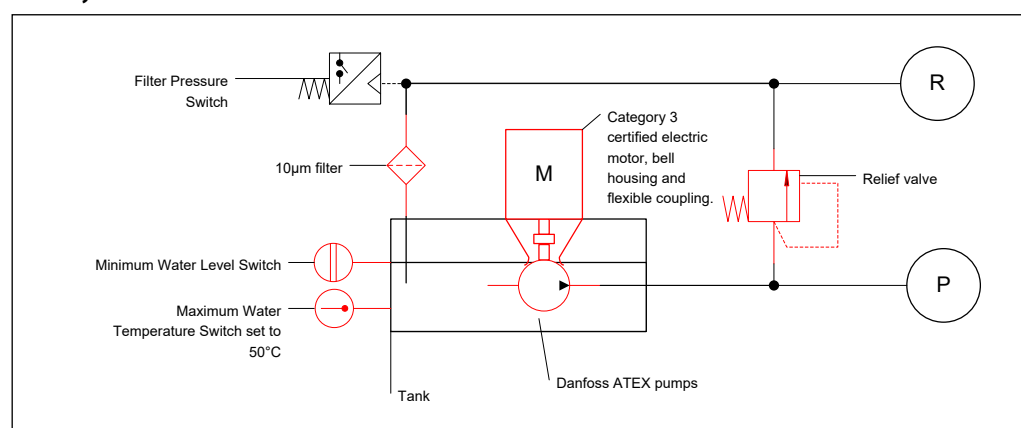 Filter Pressure
Switch
R
Category 3
certified electric
motor, bell
housing and
flexible coupling.
M
10µm filter
Relief valve
Minimum Water Level Switch
P
Maximum Water
Temperature Switch set to
50°C
Danfoss ATEX pumps
Tank